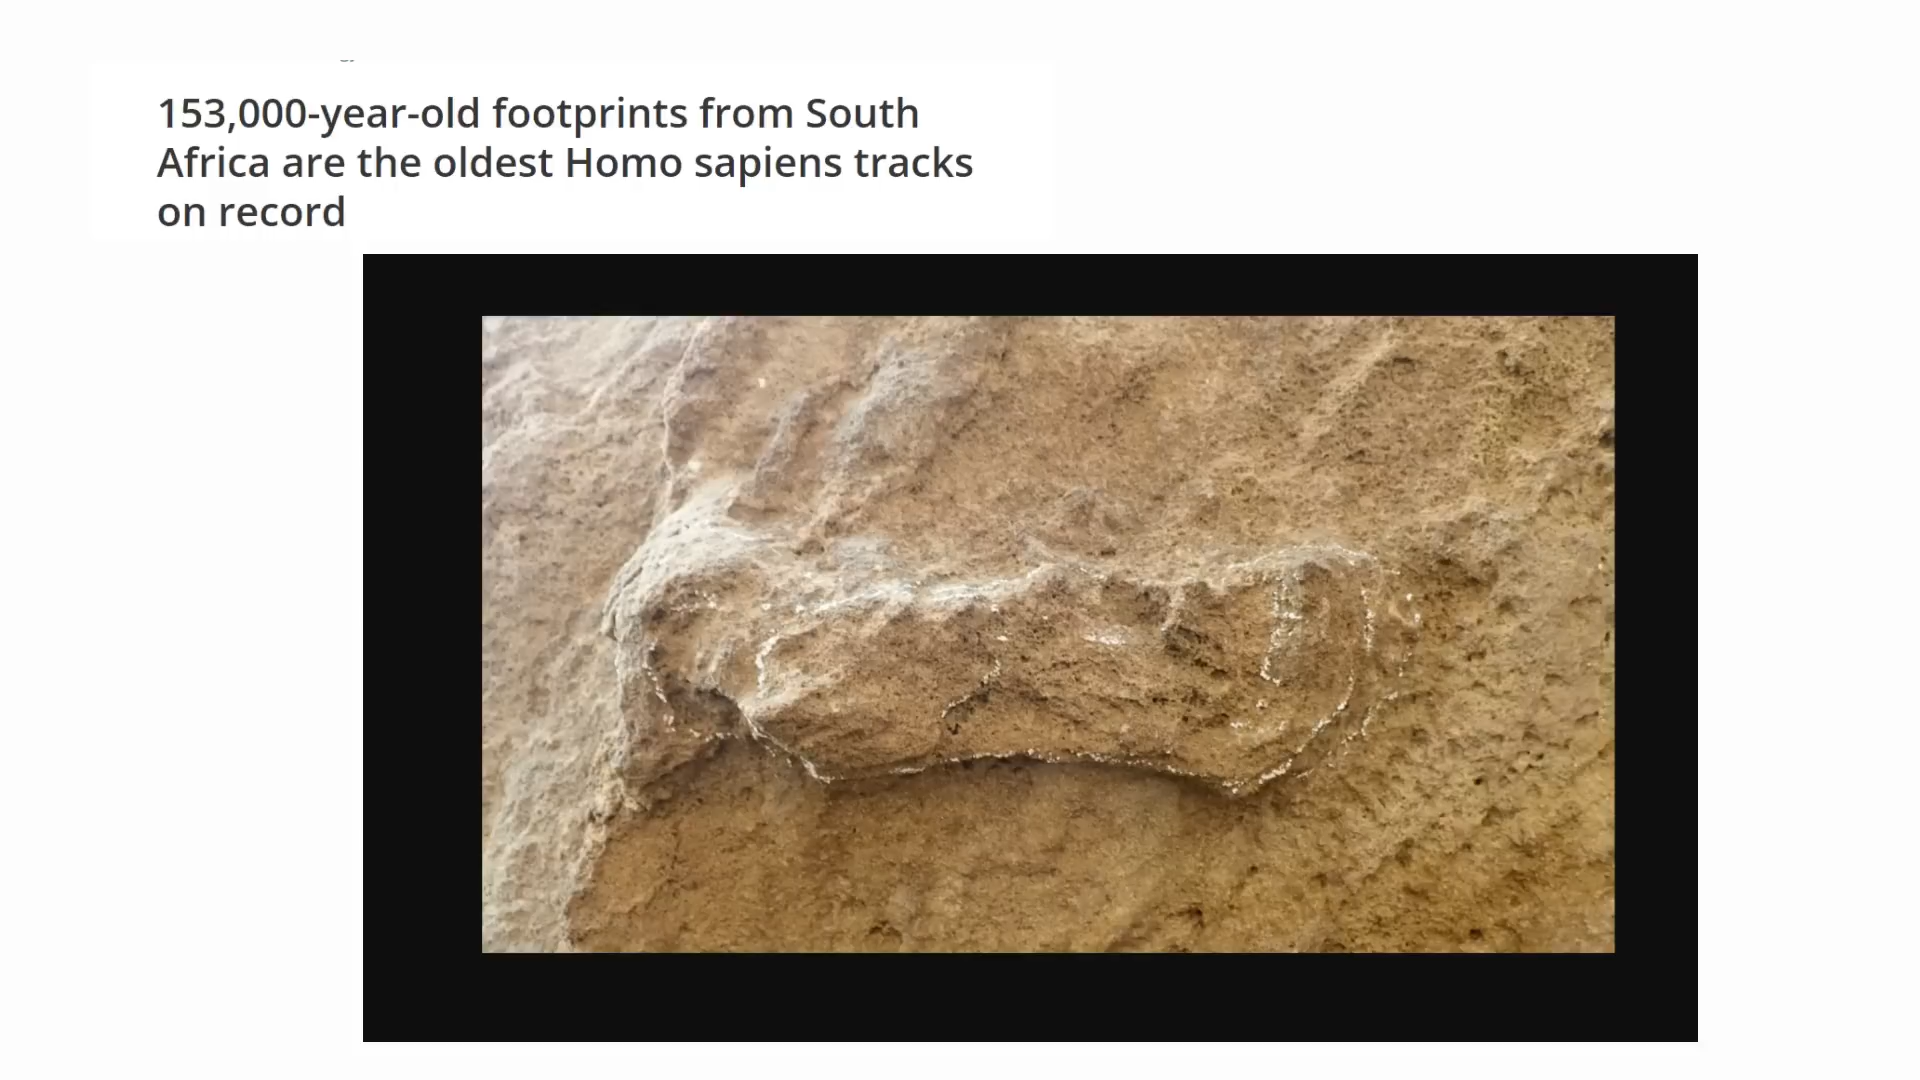 153,000-year-old footprints from South
Africa are the oldest Homo sapiens tracks
on record